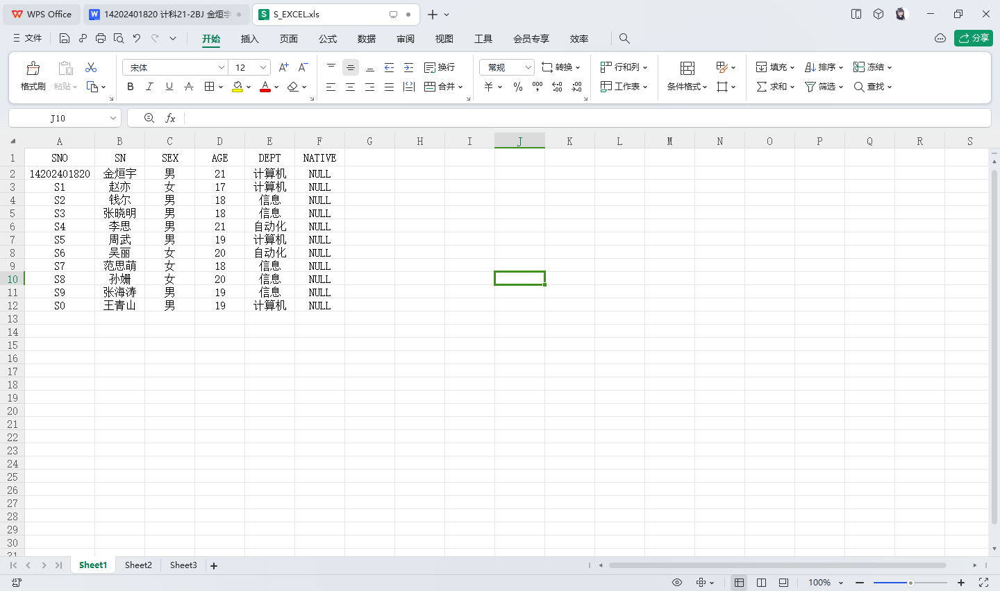 WPS Office 14202401820 计科21-2BJ 金烜宇 S_EXCEL.xls
文件 开始 插入 页面 公式 数据 审阅 视图 工具 会员专享 效率 分享
宋体 12 A+ A- 换行 常规 转换 行和列 填充 排序 冻结
格式刷 粘贴 B I U A A 合并 ¥ % 工作表 条件格式 求和 筛选 查找
J10 fx
A B C D E F G H I J K L M N O P Q R S
1 SNO SN SEX AGE DEPT NATIVE
2 14202401820 金烜宇 男 21 计算机 NULL
3 S1 赵亦 女 17 计算机 NULL
4 S2 钱尔 男 18 信息 NULL
5 S3 张晓明 男 18 信息 NULL
6 S4 李思 男 21 自动化 NULL
7 S5 周武 男 19 计算机 NULL
8 S6 吴丽 女 20 自动化 NULL
9 S7 范思萌 女 18 信息 NULL
10 S8 孙姗 女 20 信息 NULL
11 S9 张海涛 男 19 信息 NULL
12 S0 王青山 男 19 计算机 NULL
13
14
15
16
17
18
19
20
21
22
23
24
25
26
27
28
29
30
31
Sheet1 Sheet2 Sheet3
100%